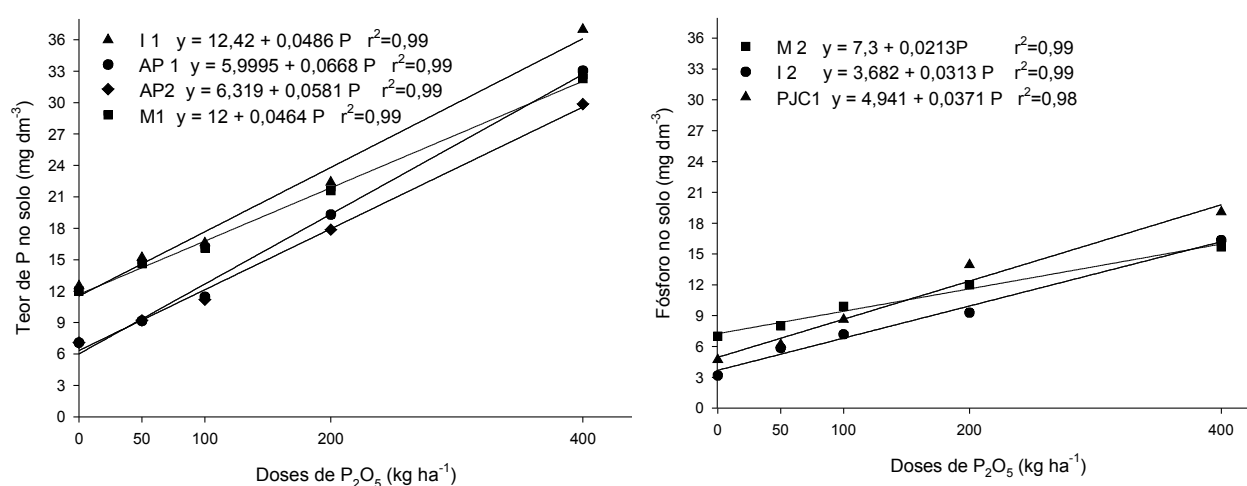 I 1 y = 12,42 + 0,0486 P r²=0,99
AP 1 y = 5,9995 + 0,0668 P r²=0,99
AP2 y = 6,319 + 0,0581 P r²=0,99
M1 y = 12 + 0,0464 P r²=0,99
Teor de P no solo (mg dm⁻³)
36
33
30
27
24
21
18
15
12
9
6
3
0
0 50 100 200 400
Doses de P₂O₅ (kg ha⁻¹)
M 2 y = 7,3 + 0,0213P r²=0,99
I 2 y = 3,682 + 0,0313 P r²=0,99
PJC1 y = 4,941 + 0,0371 P r²=0,98
Fósforo no solo (mg dm⁻³)
36
33
30
27
24
21
18
15
12
9
6
3
0
0 50 100 200 400
Doses de P₂O₅ (kg ha⁻¹)